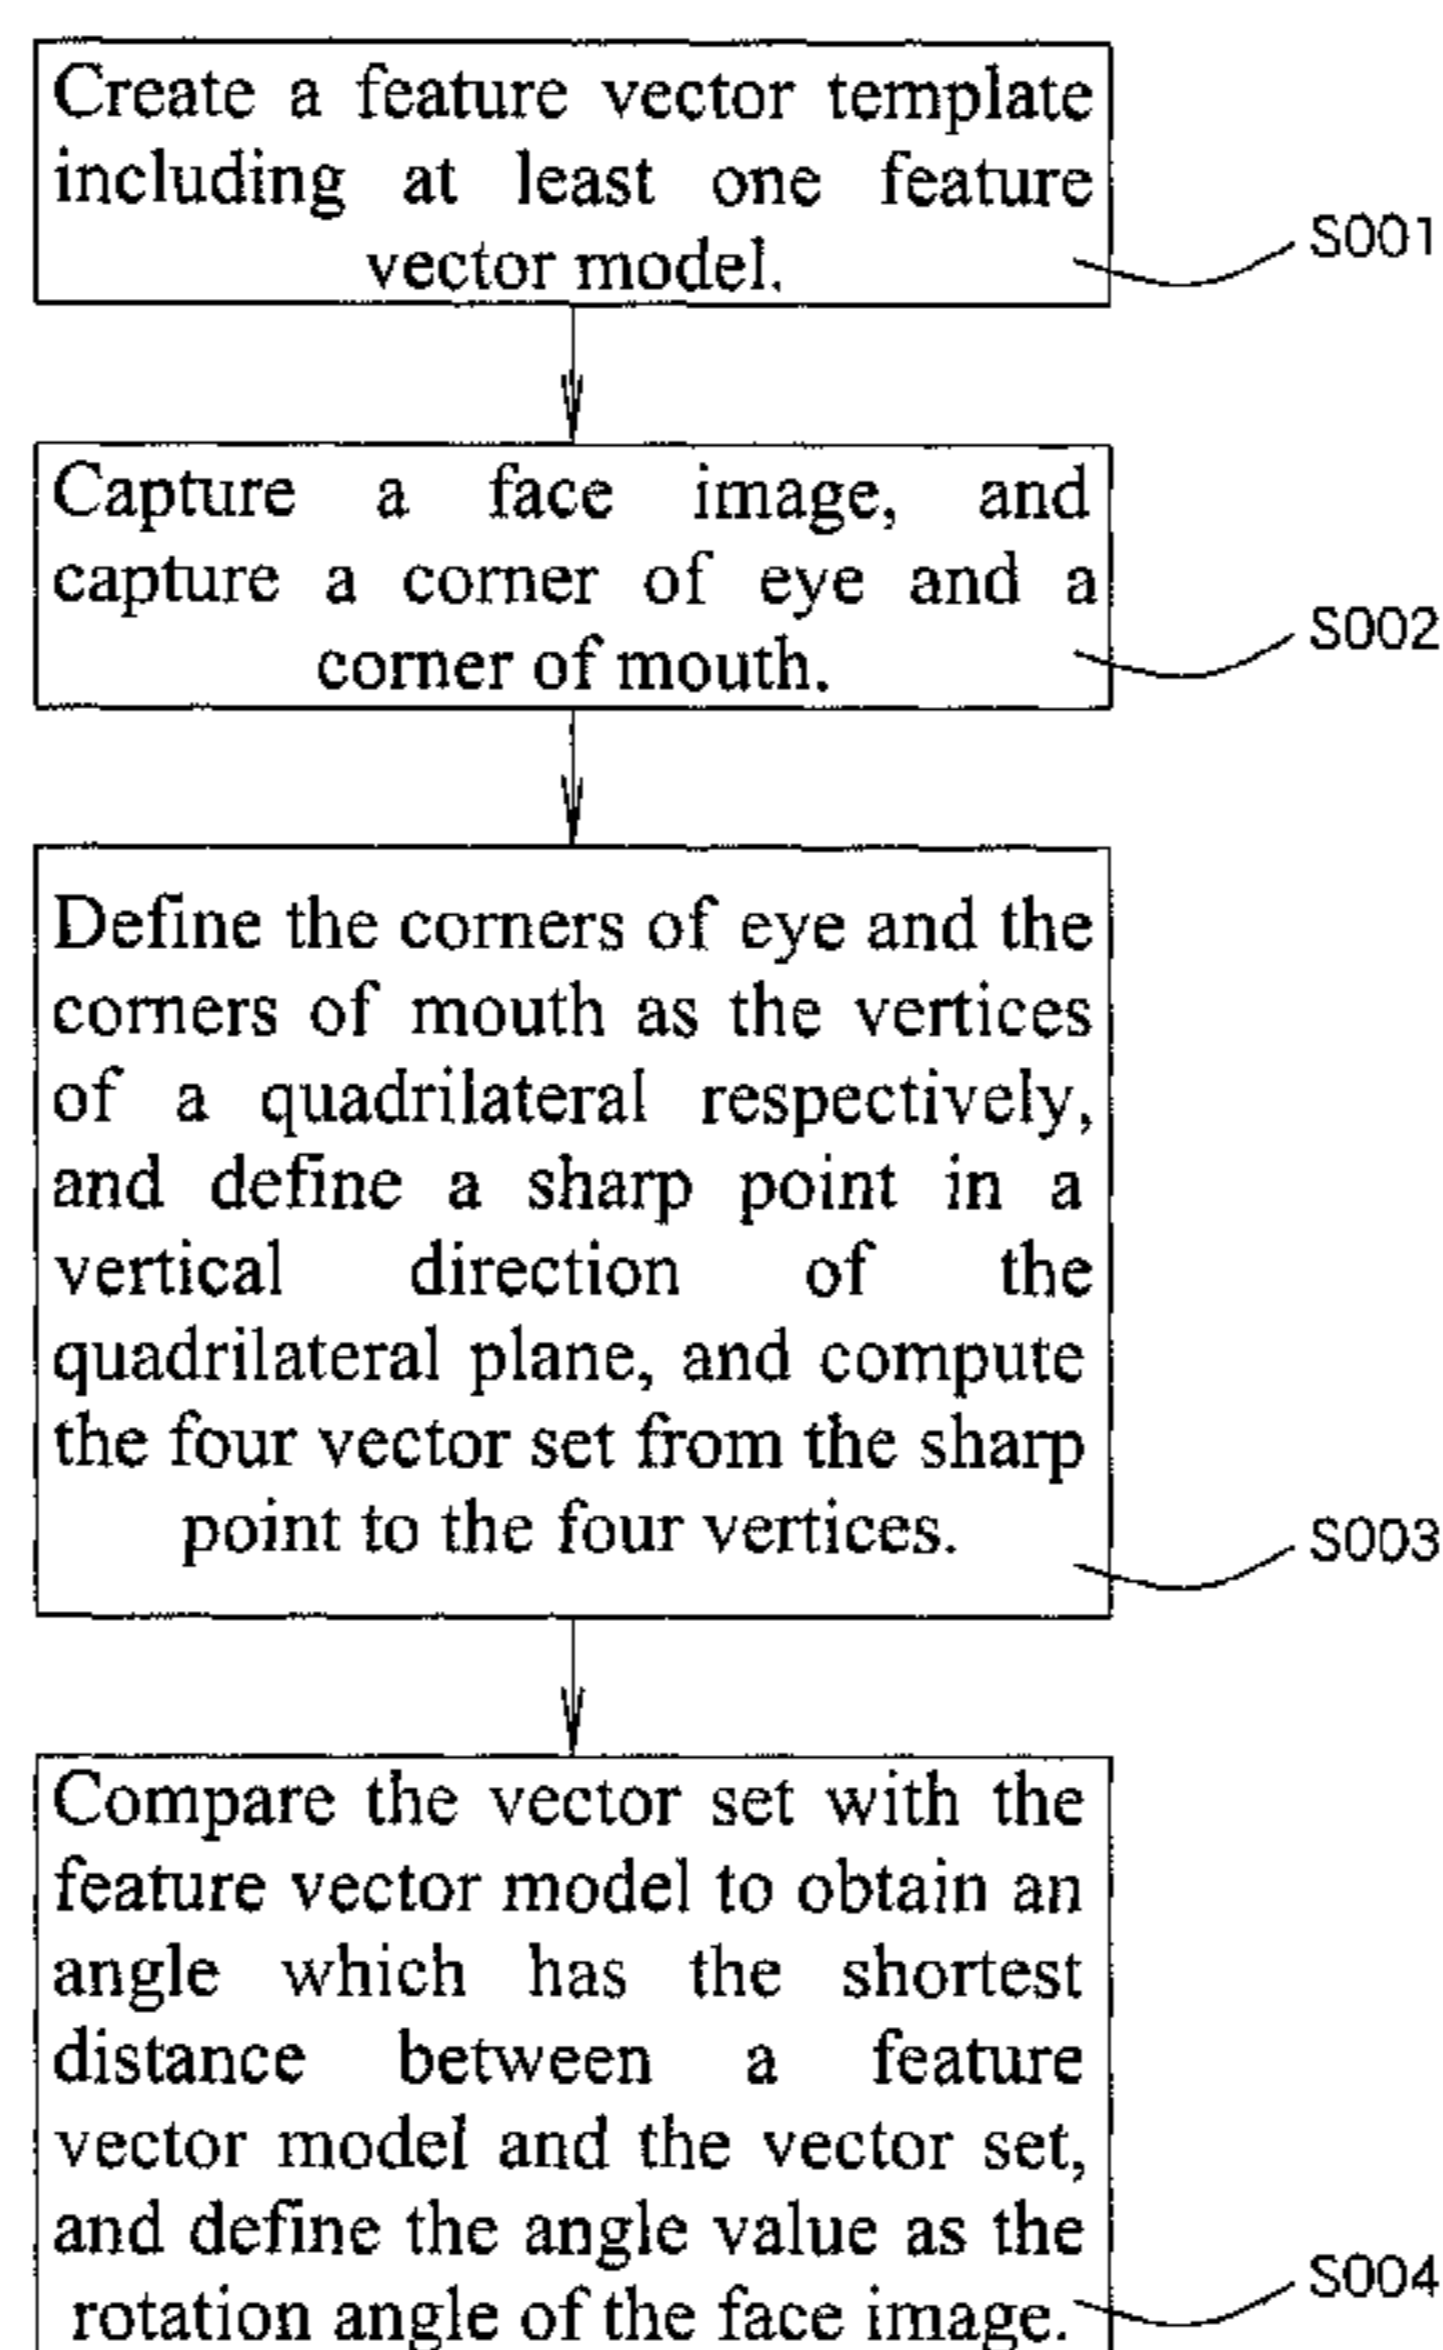 Create a feature vector template
including at least one feature
vector model.
S001
Capture a face image, and
capture a corner of eye and a
corner of mouth.
S002
Define the corners of eye and the
corners of mouth as the vertices
of a quadrilateral respectively,
and define a sharp point in a
vertical direction of the
quadrilateral plane, and compute
the four vector set from the sharp
point to the four vertices.
S003
Compare the vector set with the
feature vector model to obtain an
angle which has the shortest
distance between a feature
vector model and the vector set,
and define the angle value as the
rotation angle of the face image.
S004